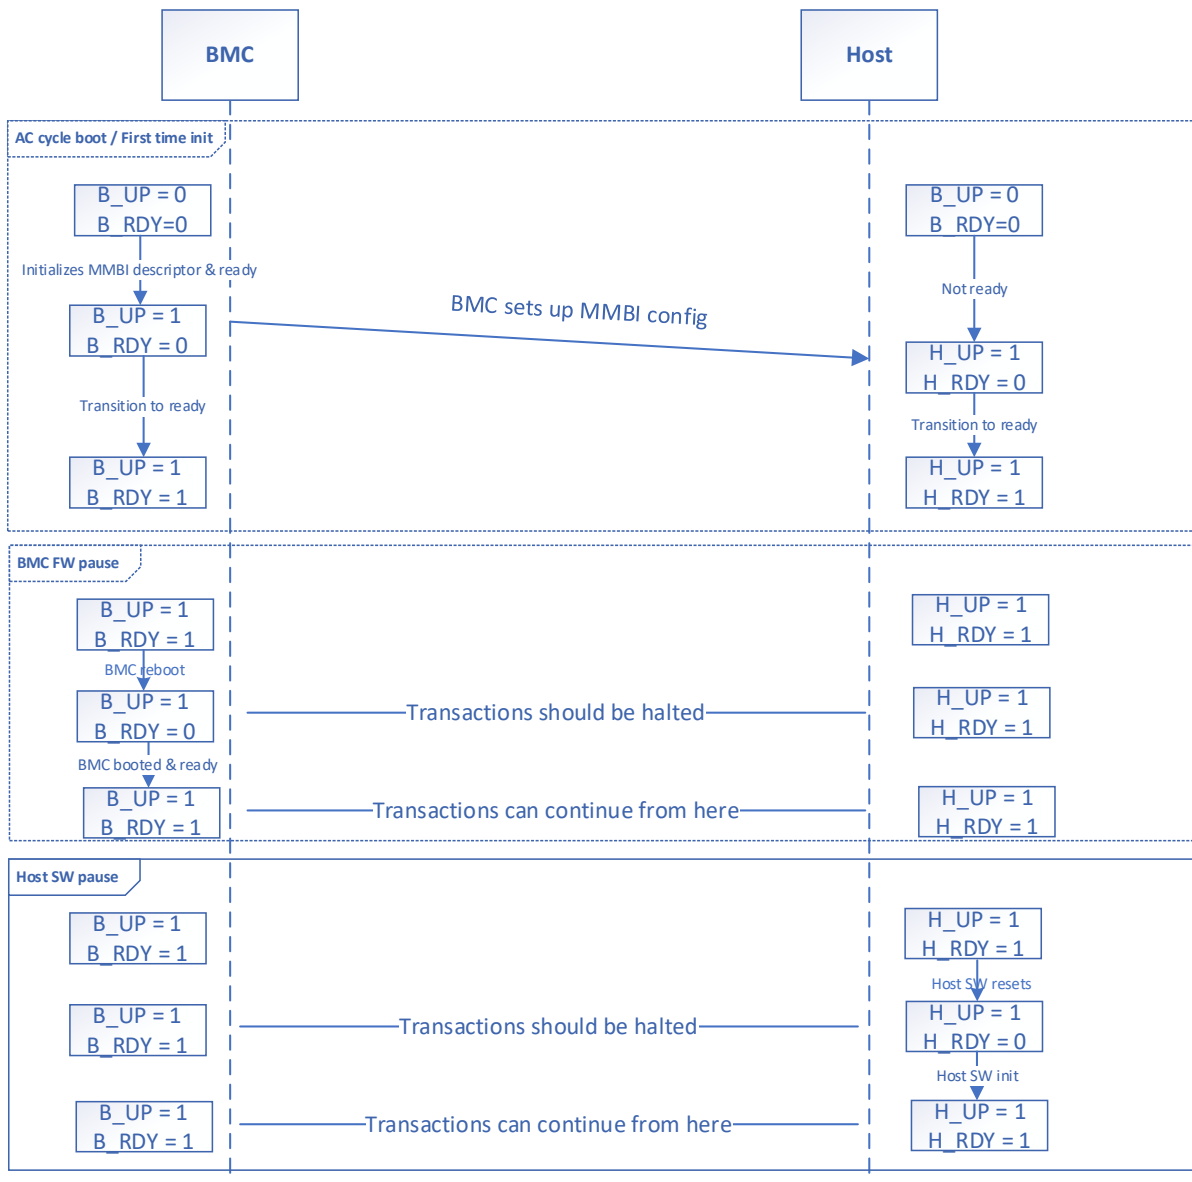 BMC
Host
AC cycle boot / First time init
B_UP = 0
B_RDY=0
B_UP = 0
B_RDY=0
Initializes MMBI descriptor & ready
Not ready
BMC sets up MMBI config
B_UP = 1
B_RDY = 0
H_UP = 1
H_RDY = 0
Transition to ready
Transition to ready
B_UP = 1
B_RDY = 1
H_UP = 1
H_RDY = 1
BMC FW pause
B_UP = 1
B_RDY = 1
H_UP = 1
H_RDY = 1
BMC reboot
B_UP = 1
B_RDY = 0
Transactions should be halted
H_UP = 1
H_RDY = 1
BMC booted & ready
B_UP = 1
B_RDY = 1
Transactions can continue from here
H_UP = 1
H_RDY = 1
Host SW pause
B_UP = 1
B_RDY = 1
H_UP = 1
H_RDY = 1
Host SW resets
B_UP = 1
B_RDY = 1
Transactions should be halted
H_UP = 1
H_RDY = 0
Host SW init
B_UP = 1
B_RDY = 1
Transactions can continue from here
H_UP = 1
H_RDY = 1